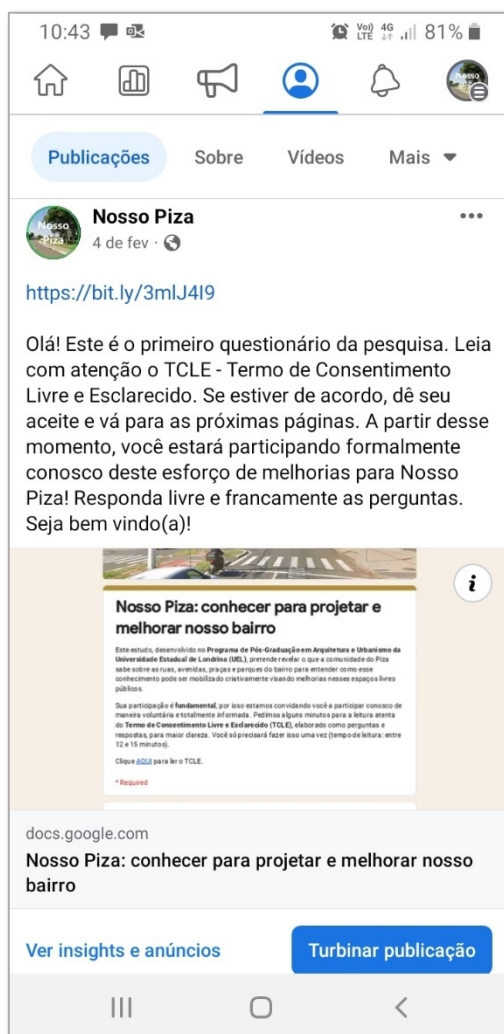 10:43
Vo)) 4G 81%
LTE
Nosso
Publicações Sobre Vídeos Mais
Nosso Piza
Nosso Piza
4 de fev ·
https://bit.ly/3mlJ4I9
Olá! Este é o primeiro questionário da pesquisa. Leia
com atenção o TCLE - Termo de Consentimento
Livre e Esclarecido. Se estiver de acordo, dê seu
aceite e vá para as próximas páginas. A partir desse
momento, você estará participando formalmente
conosco deste esforço de melhorias para Nosso
Piza! Responda livre e francamente as perguntas.
Seja bem vindo(a)!
Nosso Piza: conhecer para projetar e
melhorar nosso bairro
Este estudo, desenvolvido no Programa de Pós-Graduação em Arquitetura e Urbanismo da
Universidade Estadual de Londrina (UEL), pretende revelar o que a comunidade do Piza
sabe sobre as ruas, avenidas, praças e parques do bairro para entender como esse
conhecimento pode ser mobilizado criativamente visando melhorias nesses espaços livres
públicos.
Sua participação é fundamental, por isso estamos convidando você a participar conosco de
maneira voluntária e totalmente informada. Pedimos alguns minutos para a leitura atenta
do Termo de Consentimento Livre e Esclarecido (TCLE), elaborado como perguntas e
respostas, para maior clareza. Você só precisará fazer isso uma vez (tempo de leitura: entre
12 e 15 minutos).
Clique AQUI para ler o TCLE.
* Required
i
docs.google.com
Nosso Piza: conhecer para projetar e melhorar nosso
bairro
Ver insights e anúncios Turbinar publicação